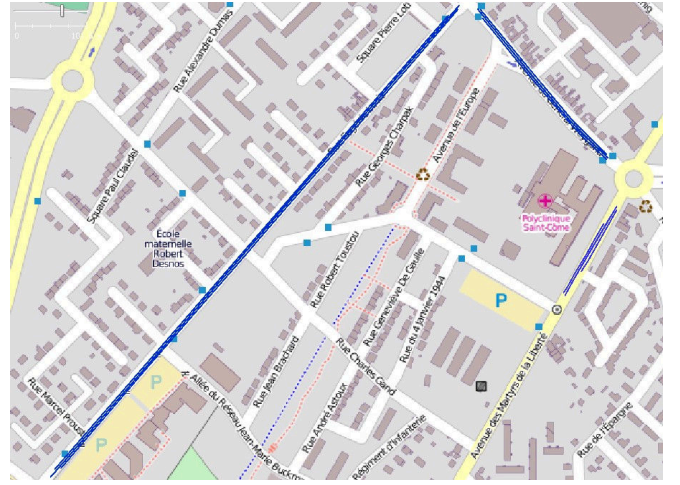 Rue Alexandre Dumas
Square Pierre Loti
Avenue de l'Europe
Rue Georges Charpak
Square Paul Claudel
École
maternelle
Robert
Desnos
Polyclinique
Saint-Côme
Rue Robert Toustou
Rue Geneviève De Gaulle
Rue du 4 Janvier 1944
P
Rue Jean Brichard
Rue Charles Gand
Avenue des Martyrs de la Liberté
P
Rue Marcel Proust
Allée du Réseau Jean-Marie Buckmaster
Rue André Astoux
P
Régiment d'Infanterie
Rue de l'Épargne